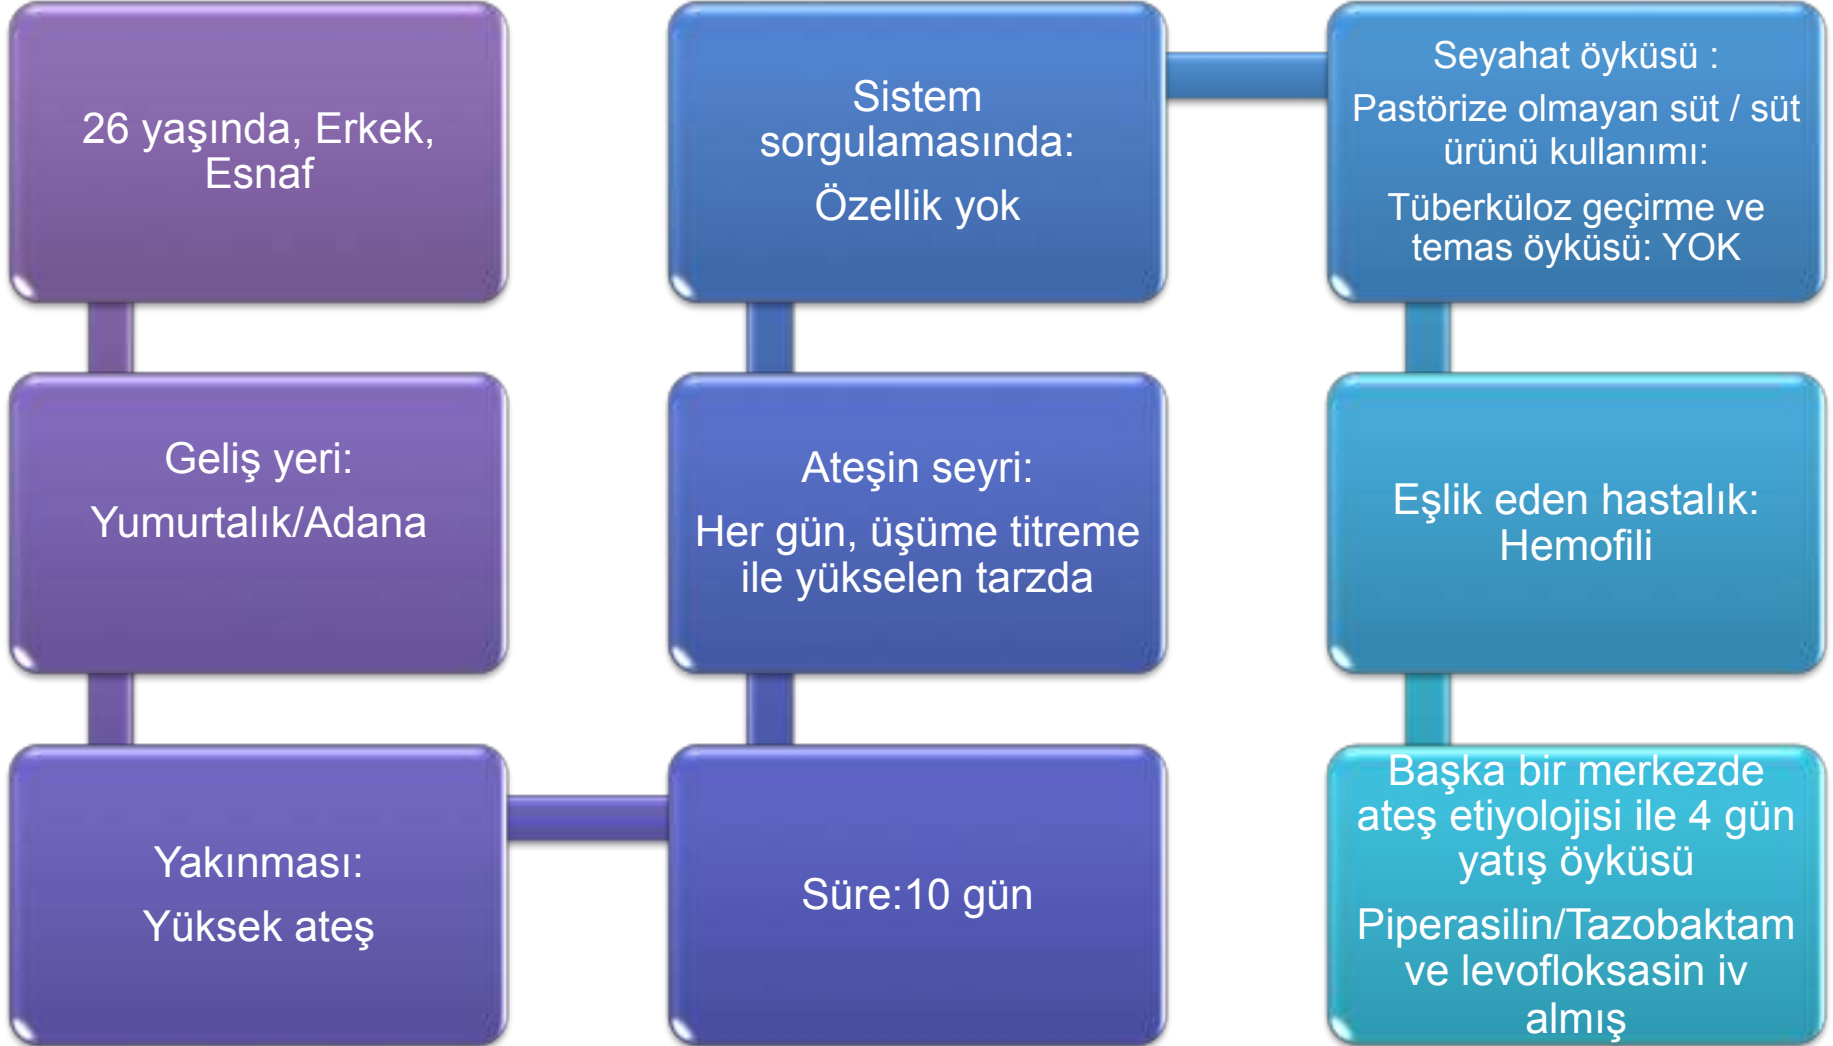 26 yaşında, Erkek,
Esnaf
Geliş yeri:
Yumurtalık/Adana
Yakınması:
Yüksek ateş
Süre:10 gün
Ateşin seyri:
Her gün, üşüme titreme
ile yükselen tarzda
Sistem
sorgulamasında:
Özellik yok
Seyahat öyküsü :
Pastörize olmayan süt / süt
ürünü kullanımı:
Tüberküloz geçirme ve
temas öyküsü: YOK
Eşlik eden hastalık:
Hemofili
Başka bir merkezde
ateş etiyolojisi ile 4 gün
yatış öyküsü
Piperasilin/Tazobaktam
ve levofloksasin iv
almış